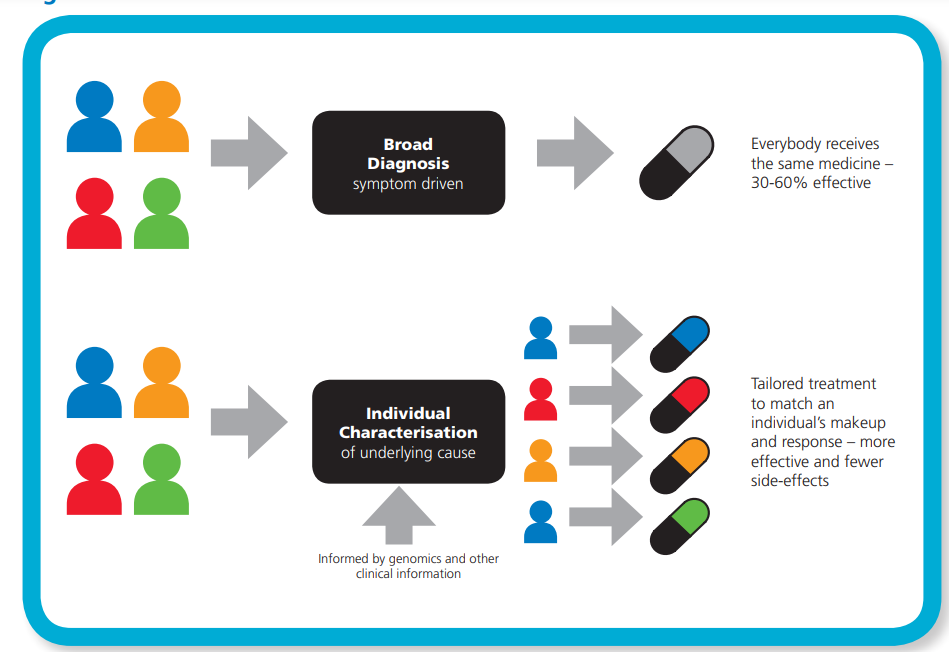 Broad
Diagnosis
symptom driven
Everybody receives
the same medicine –
30-60% effective
Individual
Characterisation
of underlying cause
Informed by genomics and other
clinical information
Tailored treatment
to match an
individual’s makeup
and response – more
effective and fewer
side-effects